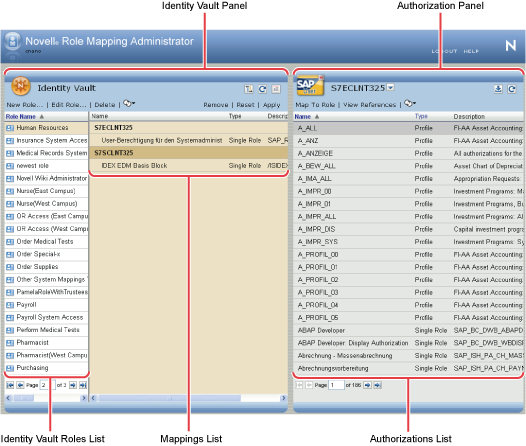 Identity Vault Panel
Authorization Panel
Novell® Role Mapping Administrator
LOGOUT HELP
N
Identity Vault
SAP
S7ECLNT325
New Role... | Edit Role... | Delete |
Remove | Reset | Apply
Map To Role | View References |
Role Name
Name
Type
Descri
Name
Type
Description
Human Resources
Insurance System Acces
Medical Records System
newest role
Novell Wiki Administrator
Nurse(East Campus)
Nurse(West Campus)
OR Access (East Camp
OR Access (West Camp
Order Medical Tests
Order Special-x
Order Supplies
Other System Mappings
PamelaRoleWithTrustees
Payroll
Payroll System Access
Perform Medical Tests
Pharmacist
Pharmacist(West Campus
Purchasing
S7ECLNT325
User-Berechtigung für den Systemadminist
Single Role
SAP_R
S7SCLNT325
IDEX EDM Basis Block
Single Role
/ISIDEX
A_ALL
Profile
FI-AA Asset Accounting:
A_ANZ
Profile
FI-AA Asset Accounting:
A_ANZEIGE
Profile
All authorizations for the
A_BEW_ALL
Profile
Asset Chart of Depreciat
A_IMA_ALL
Profile
Appropriation Requests:
A_IMPR_00
Profile
Investment Programs: Ma
A_IMPR_01
Profile
Investment Programs, Bu
A_IMPR_ALL
Profile
Investment Programs: Al
A_IMPR_DIS
Profile
Capital investment progra
A_IMPR_SYS
Profile
Investment Programs: Sy
A_PROFIL_00
Profile
FI-AA Asset Accounting:
A_PROFIL_01
Profile
FI-AA Asset Accounting:
A_PROFIL_02
Profile
FI-AA Asset Accounting:
A_PROFIL_03
Profile
FI-AA Asset Accounting:
A_PROFIL_04
Profile
FI-AA Asset Accounting:
A_PROFIL_05
Profile
FI-AA Asset Accounting:
ABAP Developer
Single Role
SAP_BC_DWB_ABAPD
ABAP Developer Display Authorization
Single Role
SAP_BC_DWB_WBDISP
Abrechnung - Messenabrechnung
Single Role
SAP_ISH_PA_CH_MAS
Abrechnungsvorbereitung
Single Role
SAP_ISH_PA_CH_PAYN
Page 2 of 3
Page 1 of 186
Identity Vault Roles List
Mappings List
Authorizations List